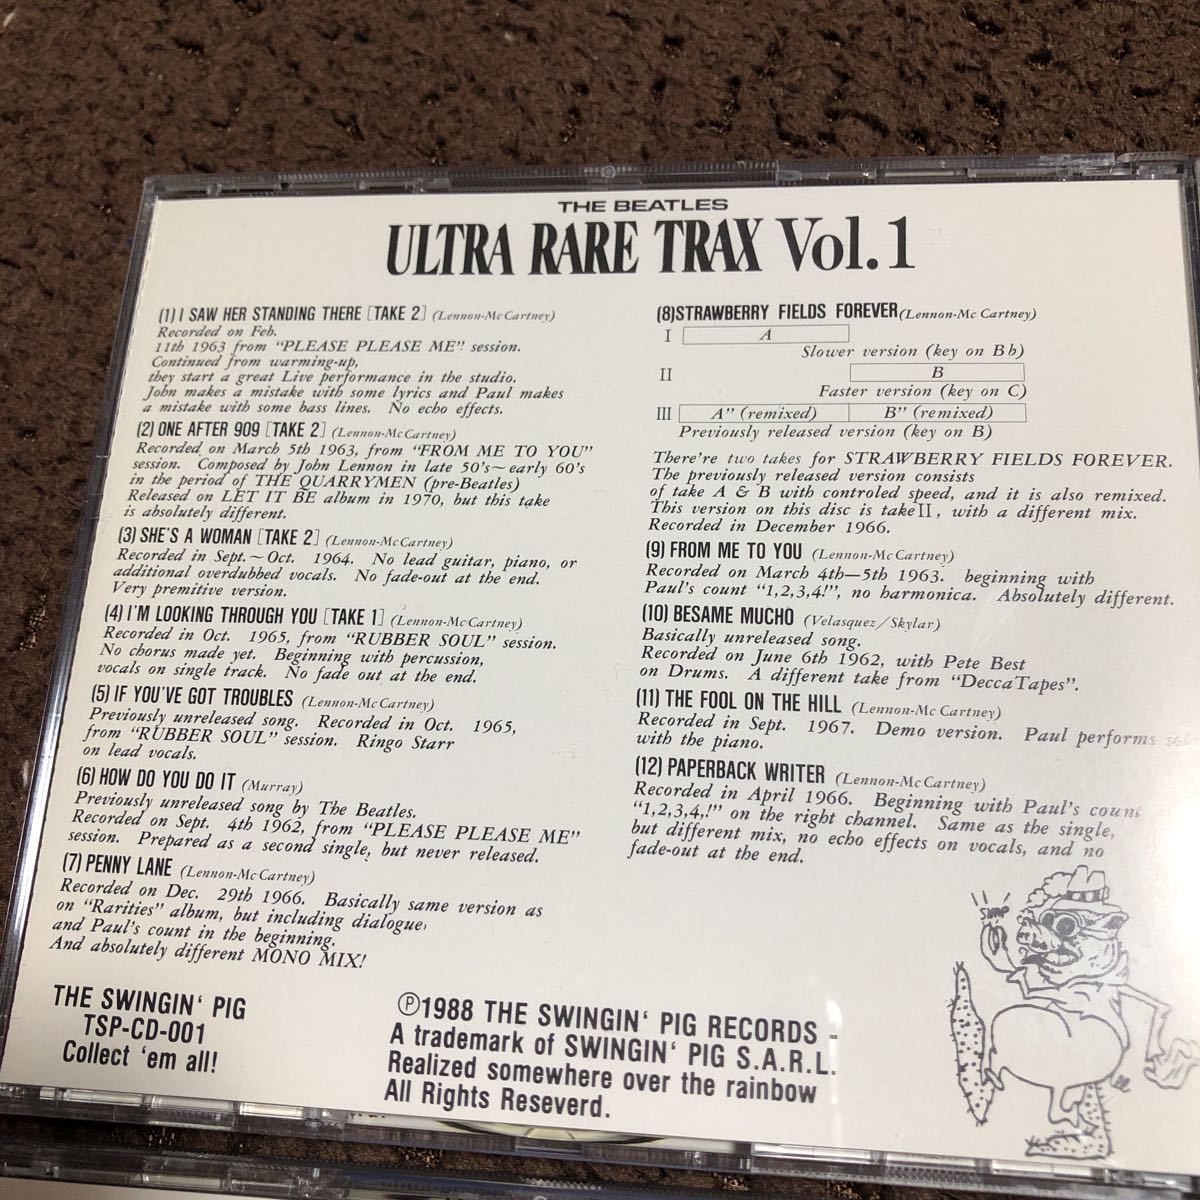 THE BEATLES
ULTRA RARE TRAX Vol.1
(1) I SAW HER STANDING THERE [TAKE 2] (Lennon-McCartney)
Recorded on Feb.
11th 1963 from "PLEASE PLEASE ME" session.
Continued from warming-up,
they start a great Live performance in the studio.
John makes a mistake with some lyrics and Paul makes
a mistake with some bass lines. No echo effects.
(2) ONE AFTER 909 [TAKE 2] (Lennon-McCartney)
Recorded on March 5th 1963, from "FROM ME TO YOU"
session. Composed by John Lennon in late 50's~early 60's
in the period of THE QUARRYMEN (pre-Beatles)
Released on LET IT BE album in 1970, but this take
is absolutely different.
(3) SHE'S A WOMAN [TAKE 2] (Lennon-McCartney)
Recorded in Sept.~Oct. 1964. No lead guitar, piano, or
additional overdubbed vocals. No fade-out at the end.
Very premitive version.
(4) I'M LOOKING THROUGH YOU [TAKE 1] (Lennon-McCartney)
Recorded in Oct. 1965, from "RUBBER SOUL" session.
No chorus made yet. Beginning with percussion,
vocals on single track. No fade out at the end.
(5) IF YOU'VE GOT TROUBLES (Lennon-McCartney)
Previously unreleased song. Recorded in Oct. 1965,
from "RUBBER SOUL" session. Ringo Starr
on lead vocals.
(6) HOW DO YOU DO IT (Murray)
Previously unreleased song by The Beatles.
Recorded on Sept. 4th 1962, from "PLEASE PLEASE ME"
session. Prepared as a second single, but never released.
(7) PENNY LANE (Lennon-McCartney)
Recorded on Dec. 29th 1966. Basically same version as
on "Rarities" album, but including dialogue,
and Paul's count in the beginning.
And absolutely different MONO MIX!
(8)STRAWBERRY FIELDS FOREVER(Lennon-McCartney)
I A
Slower version (key on Bb)
II B
Faster version (key on C)
III A" (remixed) B" (remixed)
Previously released version (key on B)
There're two takes for STRAWBERRY FIELDS FOREVER.
The previously released version consists
of take A & B with controled speed, and it is also remixed.
This version on this disc is takeII, with a different mix.
Recorded in December 1966.
(9) FROM ME TO YOU (Lennon-McCartney)
Recorded on March 4th—5th 1963. beginning with
Paul's count "1,2,3,4!", no harmonica. Absolutely different.
(10) BESAME MUCHO (Velasquez/Skylar)
Basically unreleased song.
Recorded on June 6th 1962, with Pete Best
on Drums. A different take from "DeccaTapes".
(11) THE FOOL ON THE HILL (Lennon-McCartney)
Recorded in Sept. 1967. Demo version. Paul performs
with the piano.
(12) PAPERBACK WRITER (Lennon-McCartney)
Recorded in April 1966. Beginning with Paul's count
"1,2,3,4,!" on the right channel. Same as the single,
but different mix, no echo effects on vocals, and no
fade-out at the end.
SNAP
THE SWINGIN' PIG
TSP-CD-001
Collect 'em all!
Ⓟ1988 THE SWINGIN' PIG RECORDS -
A trademark of SWINGIN' PIG S.A.R.L.
Realized somewhere over the rainbow
All Rights Reseverd.